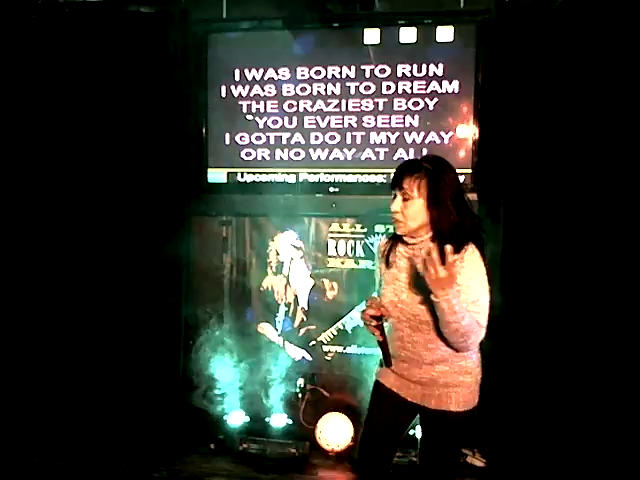 I WAS BORN TO RUN
I WAS BORN TO DREAM
THE CRAZIEST BOY
YOU EVER SEEN
I GOTTA DO IT MY WAY
OR NO WAY AT ALL
Upcoming Performances:
ALL
ROCK